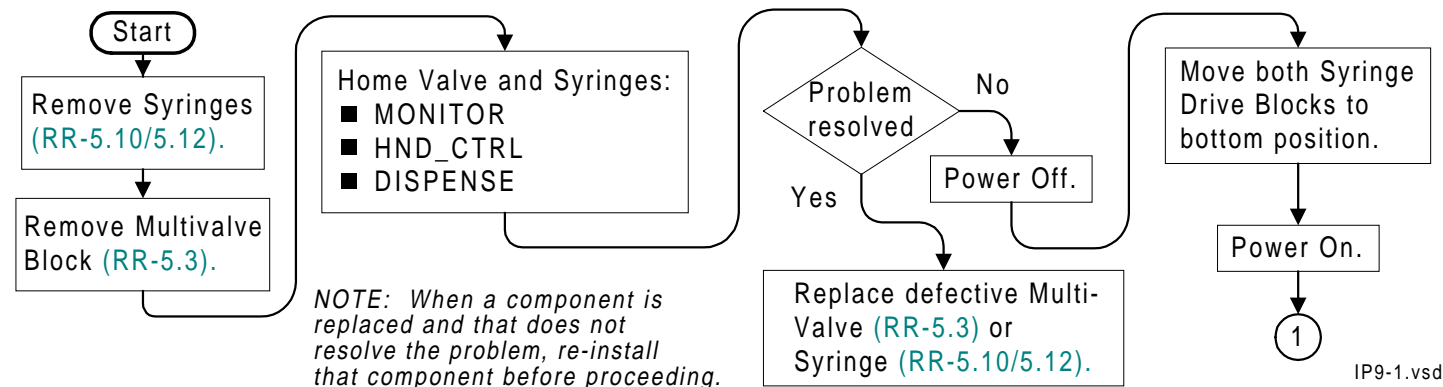 Start
Remove Syringes
(RR-5.10/5.12).
Remove Multivalve
Block (RR-5.3).
Home Valve and Syringes:
■ MONITOR
■ HND_CTRL
■ DISPENSE
NOTE: When a component is
replaced and that does not
resolve the problem, re-install
that component before proceeding.
Problem
resolved
No
Yes
Power Off.
Replace defective Multi-
Valve (RR-5.3) or
Syringe (RR-5.10/5.12).
Move both Syringe
Drive Blocks to
bottom position.
Power On.
1
IP9-1.vsd